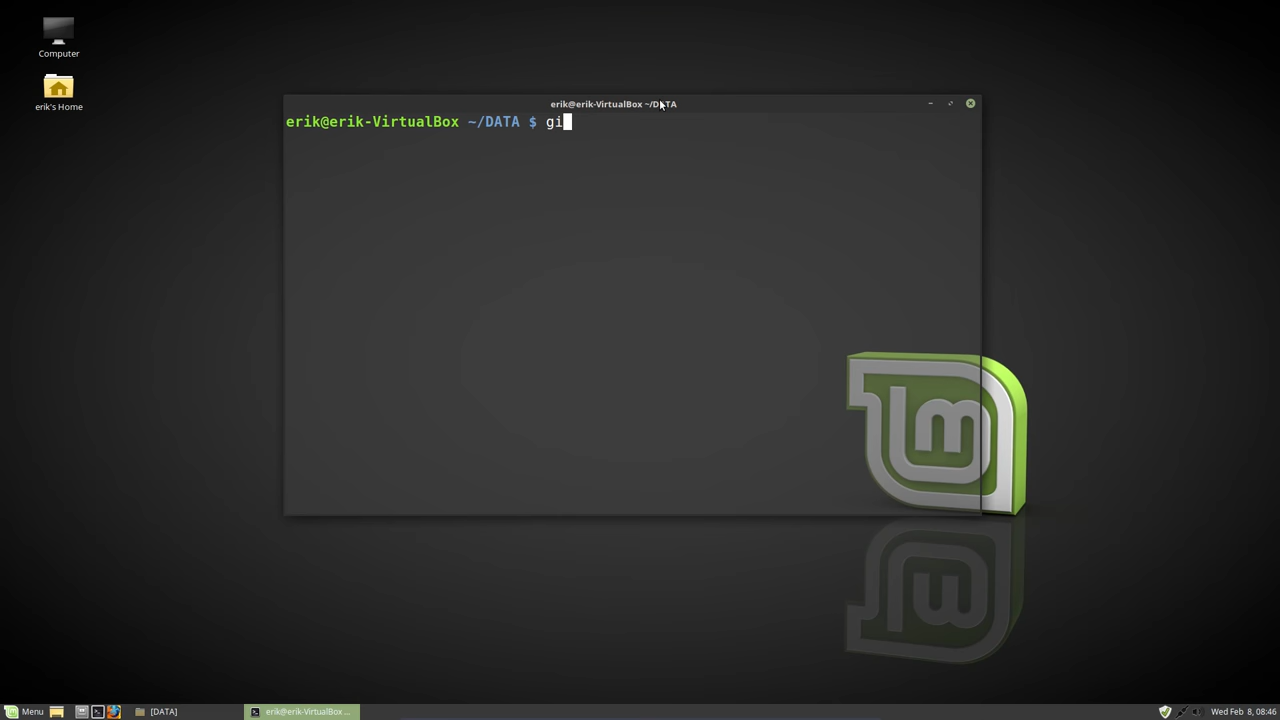 Computer
erik's Home
erik@erik-VirtualBox ~/DATA
erik@erik-VirtualBox ~/DATA $ gi
Menu
[DATA]
erik@erik-VirtualBox ...
Wed Feb 8, 08:46